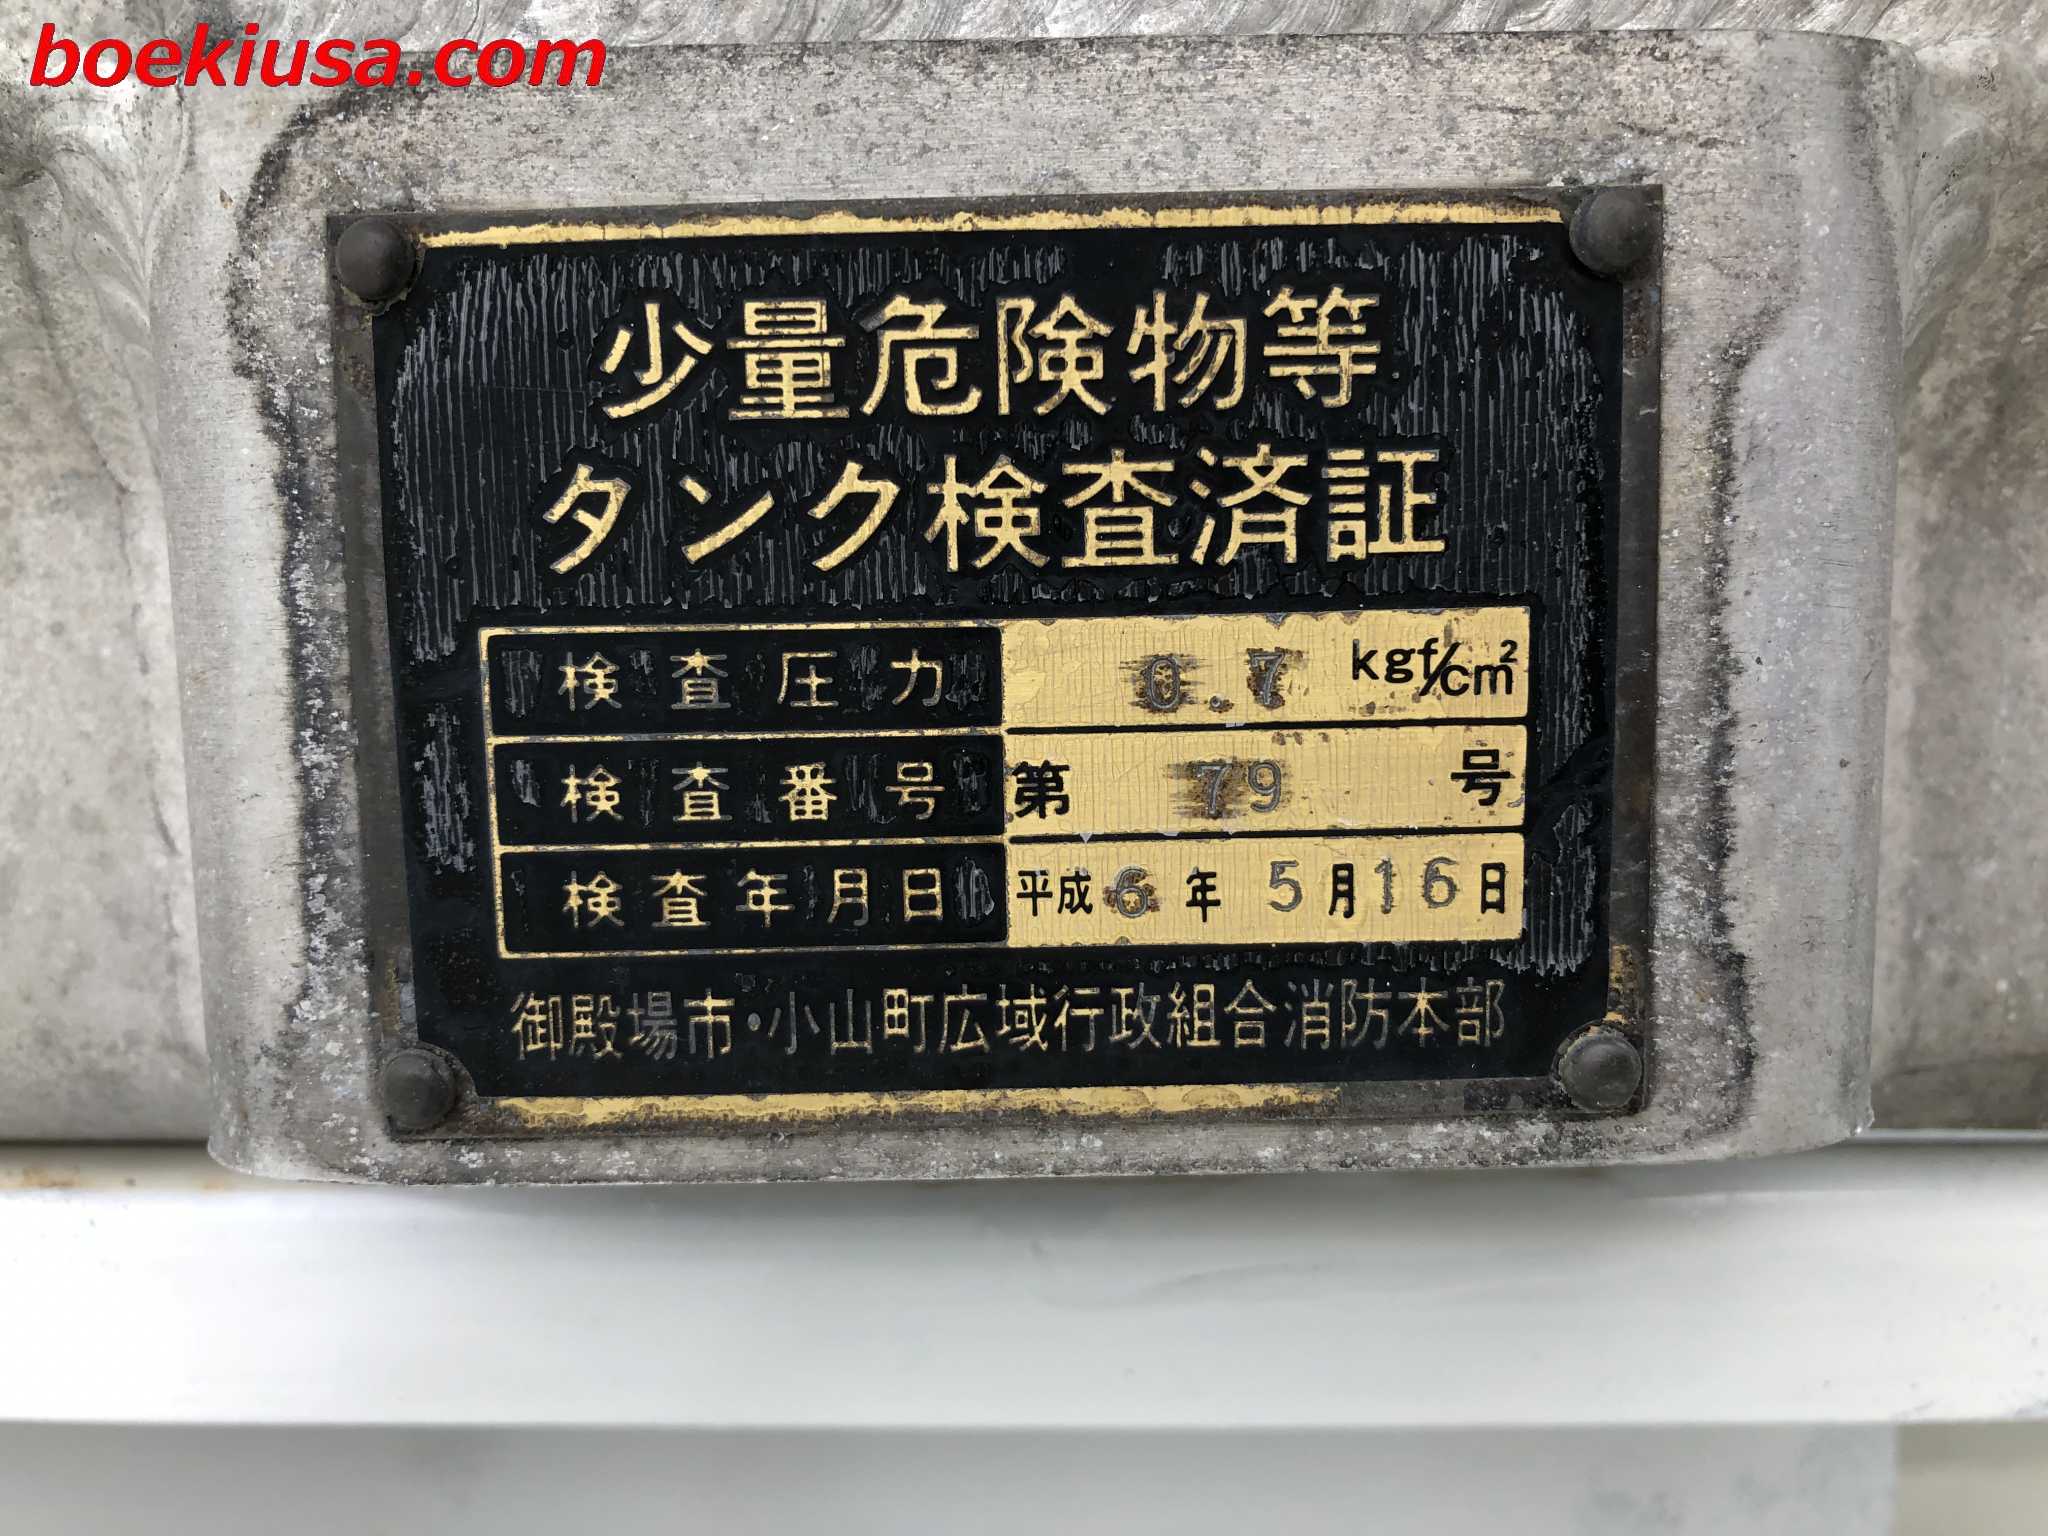 boekiusa.com
少量危険物等
タンク検査済証
検査圧力 0.7 kgf/cm²
検査番号 第 79 号
検査年月日 平成 6 年 5 月 16 日
御殿場市・小山町広域行政組合消防本部